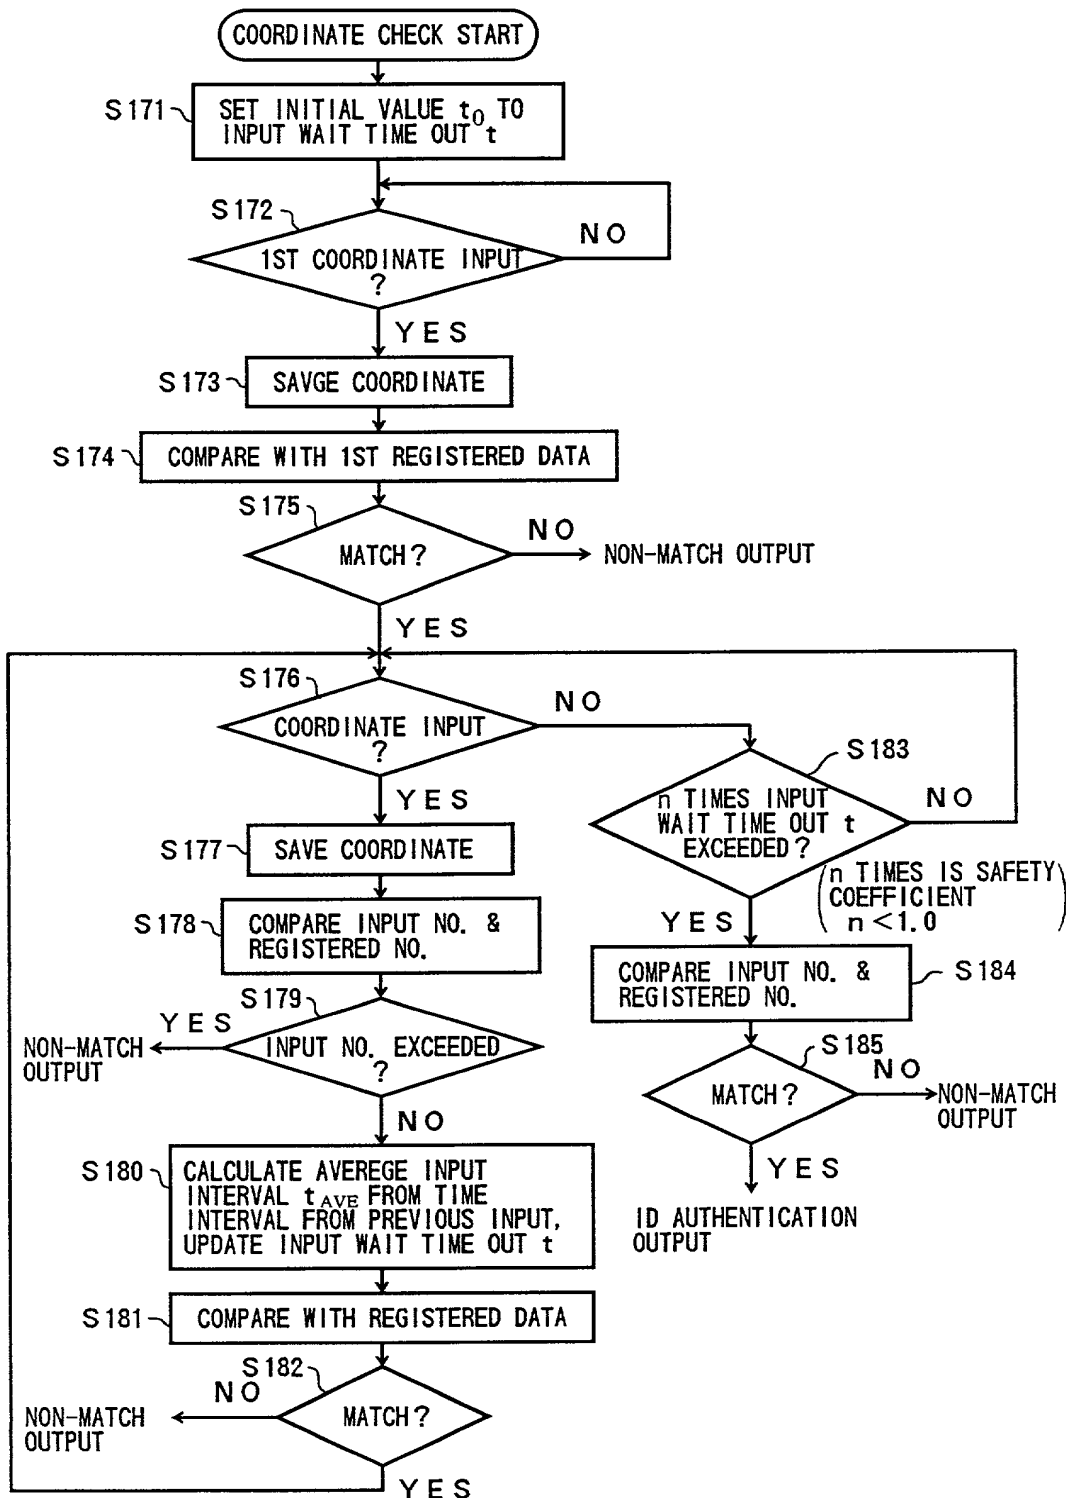 COORDINATE CHECK START
S171
SET INITIAL VALUE t0 TO
INPUT WAIT TIME OUT t
S172
NO
1ST COORDINATE INPUT
?
YES
S173
SAVGE COORDINATE
S174
COMPARE WITH 1ST REGISTERED DATA
S175
NO
MATCH?
NON-MATCH OUTPUT
YES
S176
NO
COORDINATE INPUT
?
S183
YES
n TIMES INPUT
WAIT TIME OUT t
EXCEEDED?
NO
S177
SAVE COORDINATE
(n TIMES IS SAFETY
COEFFICIENT
n<1.0)
YES
S178
COMPARE INPUT NO. &
REGISTERED NO.
COMPARE INPUT NO. &
REGISTERED NO.
S184
S179
YES
INPUT NO. EXCEEDED
?
NON-MATCH
OUTPUT
S185
NO
MATCH?
NON-MATCH
OUTPUT
NO
YES
S180
CALCULATE AVEREGE INPUT
INTERVAL tAVE FROM TIME
INTERVAL FROM PREVIOUS INPUT,
UPDATE INPUT WAIT TIME OUT t
ID AUTHENTICATION
OUTPUT
S181
COMPARE WITH REGISTERED DATA
S182
NO
MATCH?
NON-MATCH
OUTPUT
YES